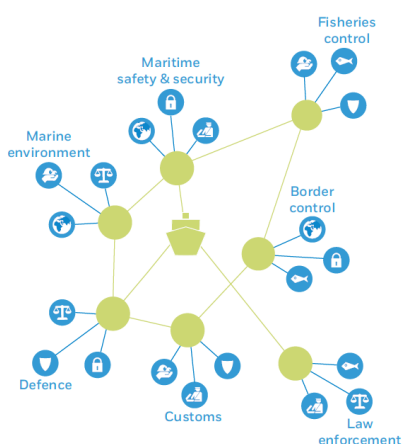 Fisheries
control
Maritime
safety & security
Marine
environment
Border
control
Defence
Customs
Law
enforcement